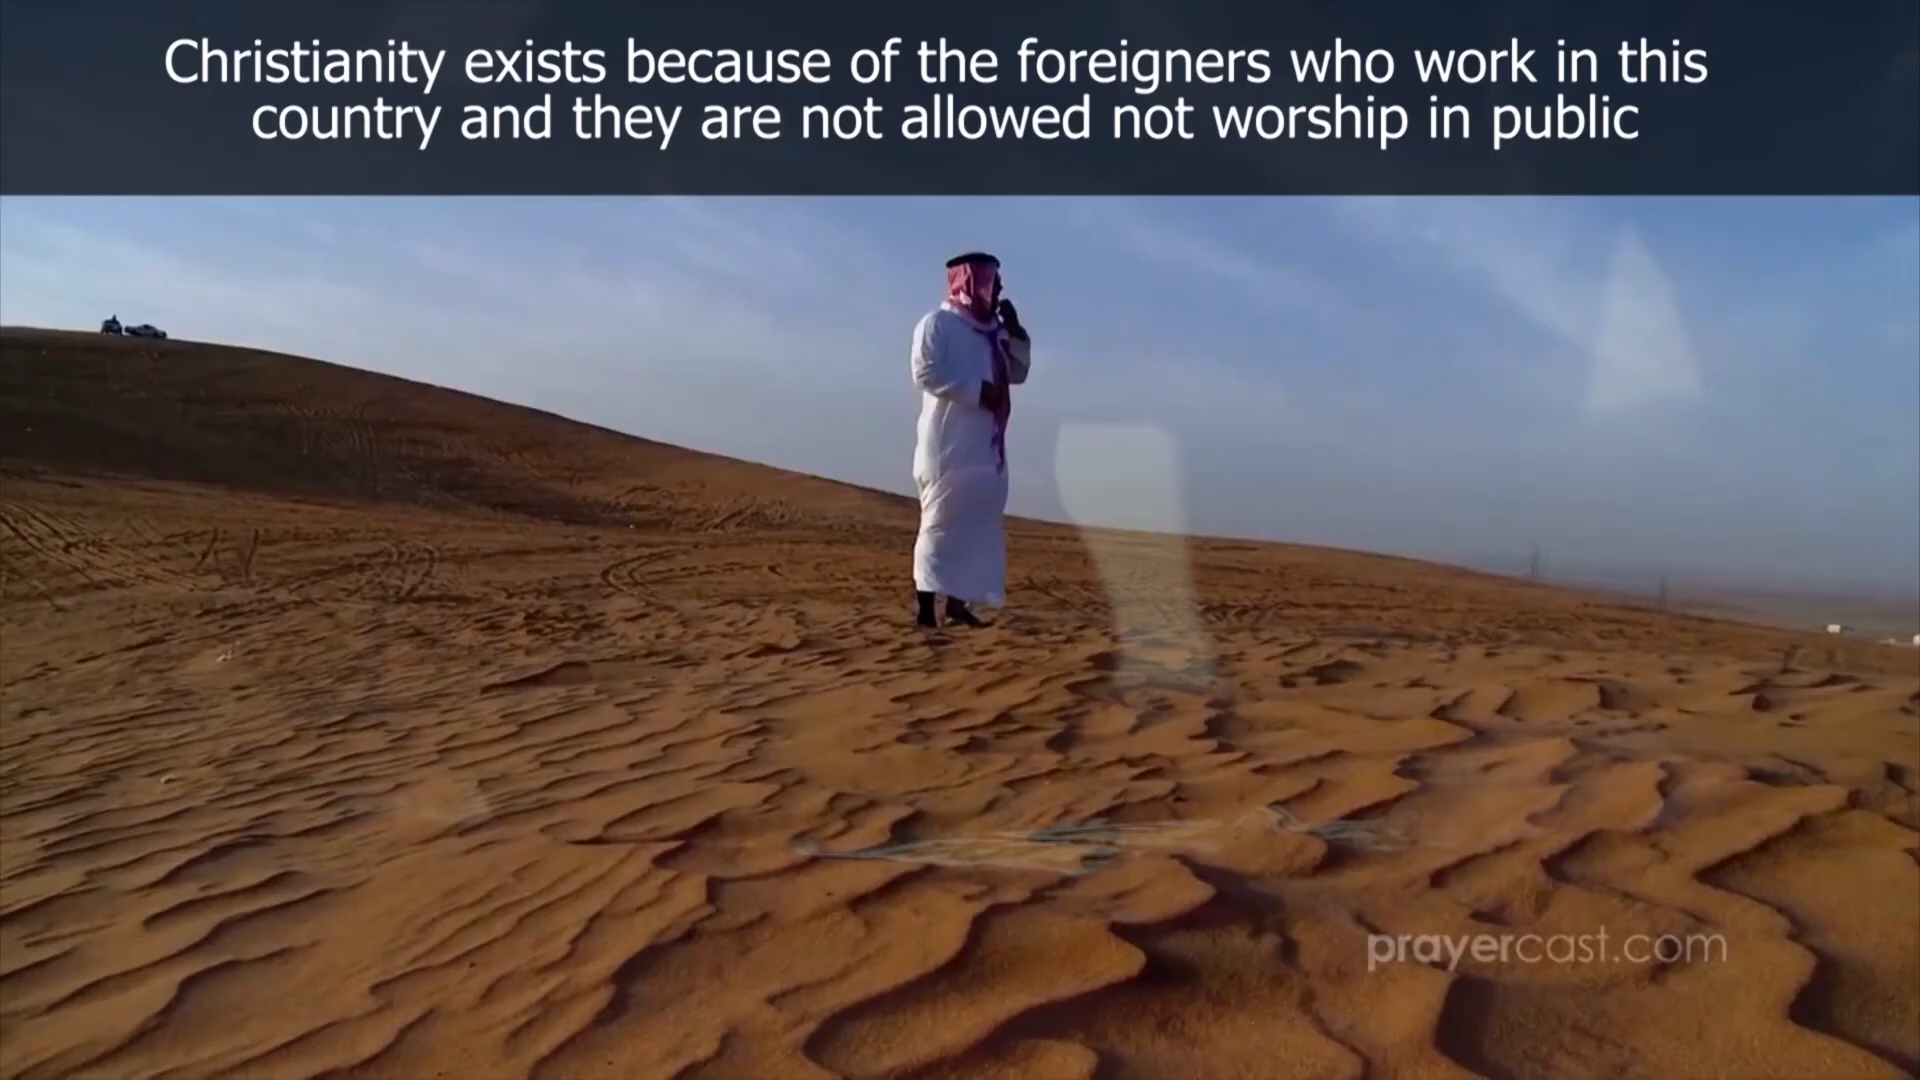 Christianity exists because of the foreigners who work in this
country and they are not allowed not worship in public
prayercast.com